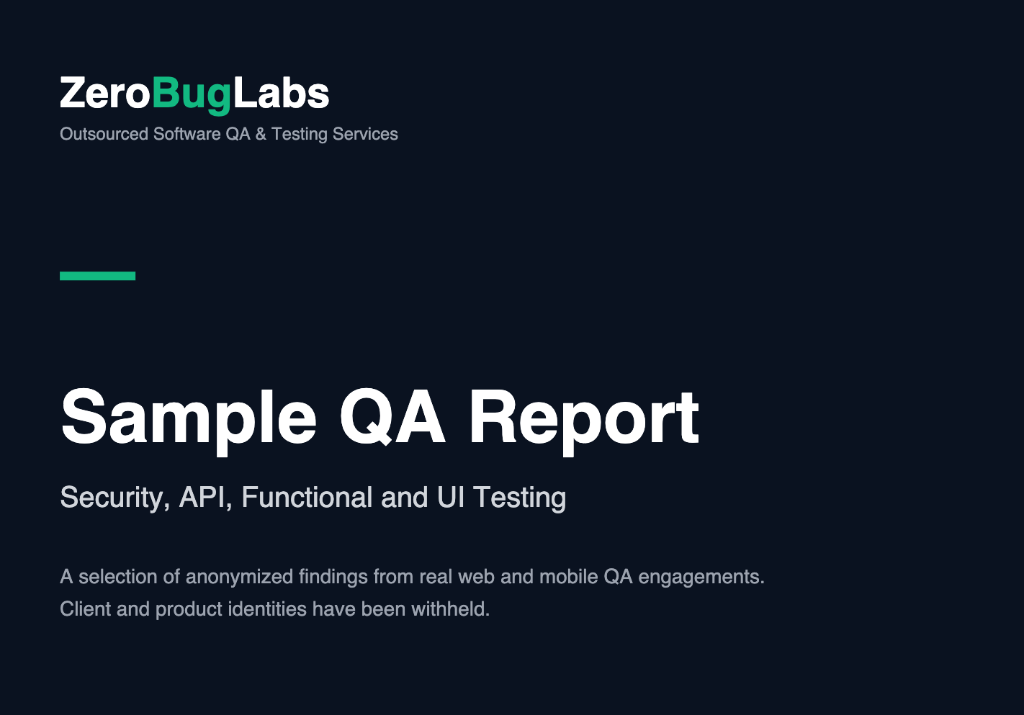 ZeroBugLabs
Outsourced Software QA & Testing Services
Sample QA Report
Security, API, Functional and UI Testing
A selection of anonymized findings from real web and mobile QA engagements.
Client and product identities have been withheld.